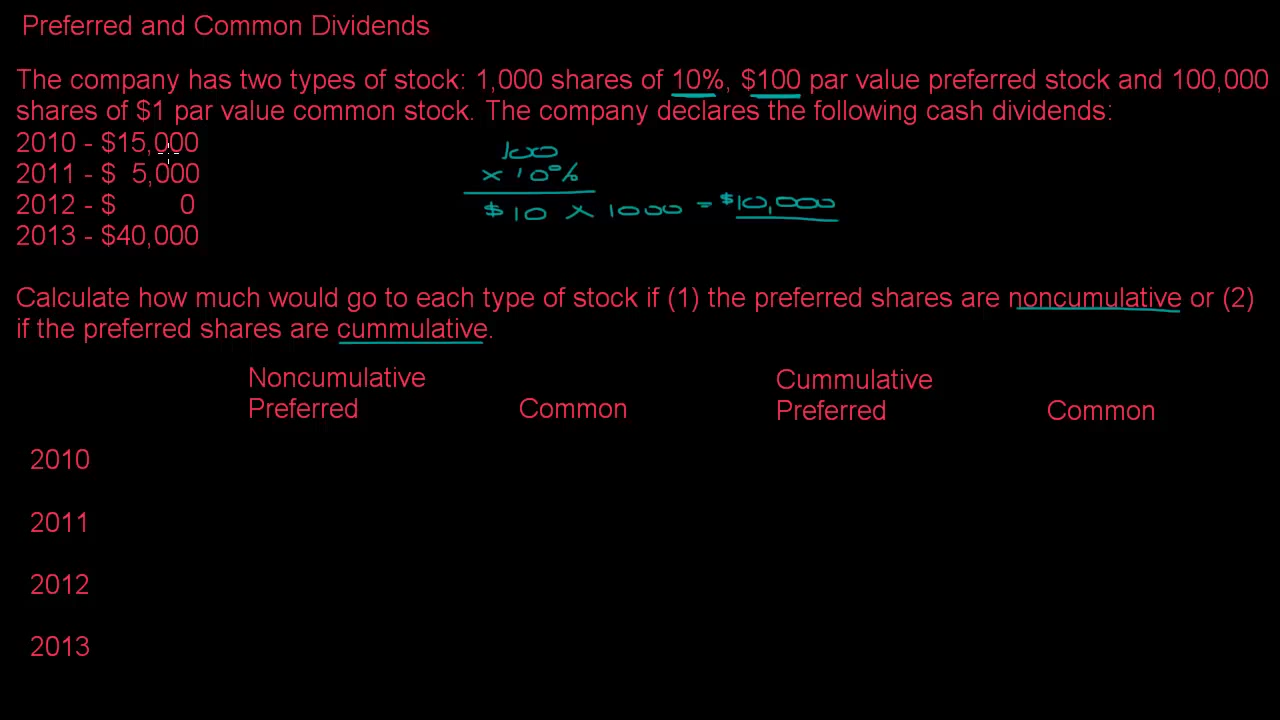 Preferred and Common Dividends
The company has two types of stock: 1,000 shares of 10%, $100 par value preferred stock and 100,000
shares of $1 par value common stock. The company declares the following cash dividends:
2010 - $15,000
2011 - $ 5,000
2012 - $ 0
2013 - $40,000
100
x 10%
$ 10 x 1000 = $10,000
Calculate how much would go to each type of stock if (1) the preferred shares are noncumulative or (2)
if the preferred shares are cummulative.
Noncumulative Cummulative
Preferred Common Preferred Common
2010
2011
2012
2013